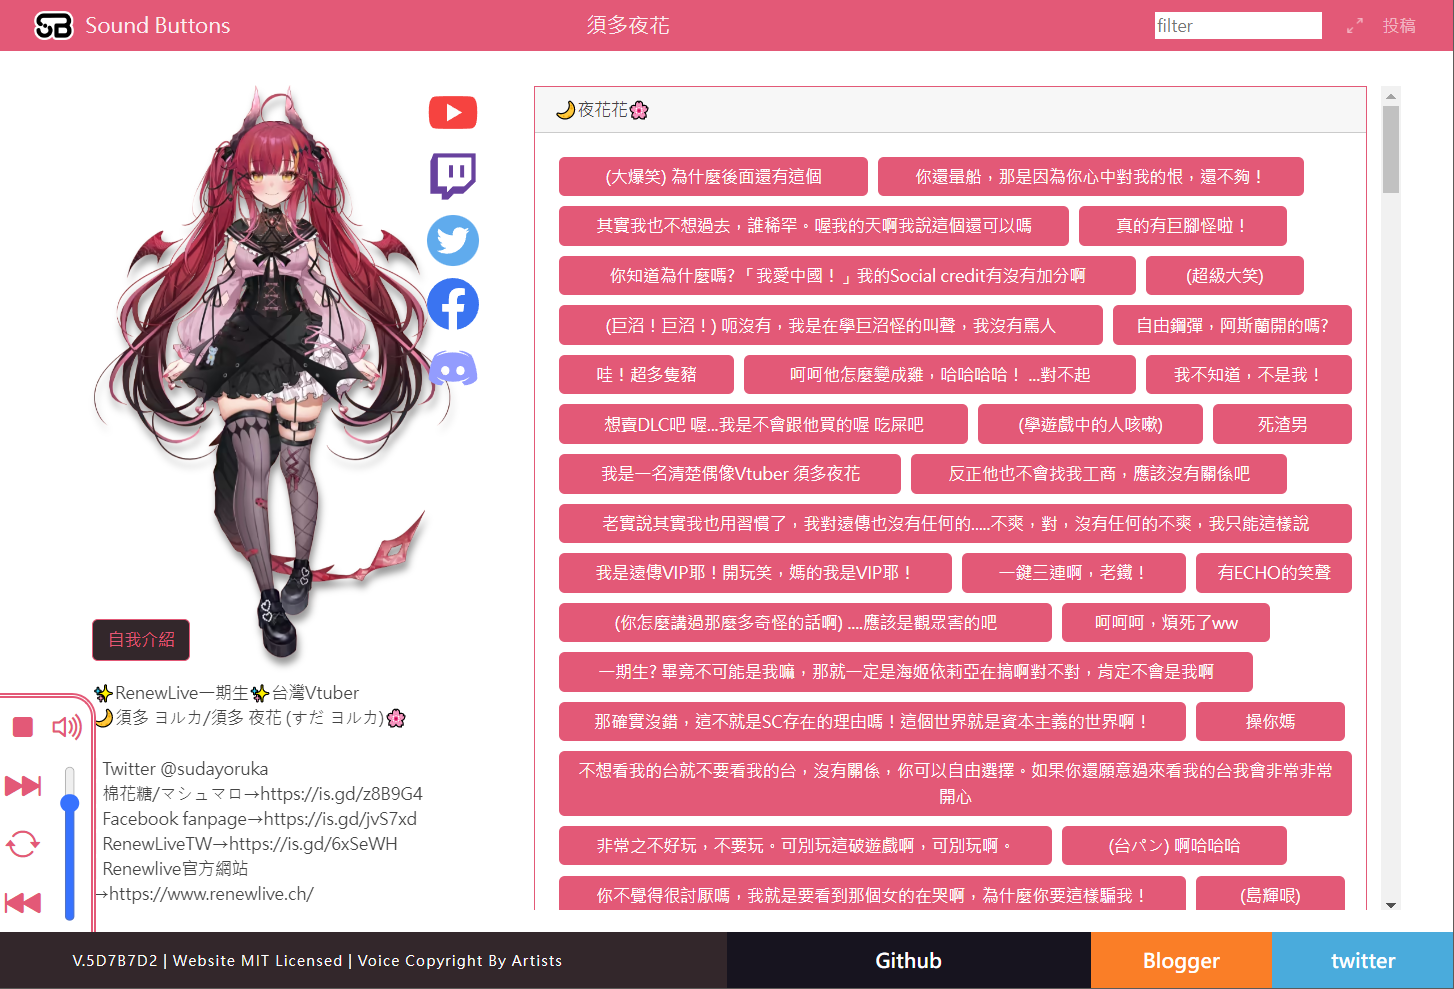 SB Sound Buttons
須多夜花
filter
投稿
🌙夜花花🌸
(大爆笑) 為什麼後面還有這個
你還暈船，那是因為你心中對我的恨，還不夠！
其實我也不想過去，誰稀罕。喔我的天啊我說這個還可以嗎
真的有巨腳怪啦！
你知道為什麼嗎? 「我愛中國！」我的Social credit有沒有加分啊
(超級大笑)
(巨沼！巨沼！) 呃沒有，我是在學巨沼怪的叫聲，我沒有罵人
自由鋼彈，阿斯蘭開的嗎?
哇！超多隻豬
呵呵他怎麼變成雞，哈哈哈哈！ ...對不起
我不知道，不是我！
想賣DLC吧 喔...我是不會跟他買的喔 吃屎吧
(學遊戲中的人咳嗽)
死渣男
我是一名清楚偶像Vtuber 須多夜花
反正他也不會找我工商，應該沒有關係吧
老實說其實我也用習慣了，我對遠傳也沒有任何的.....不爽，對，沒有任何的不爽，我只能這樣說
我是遠傳VIP耶！開玩笑，媽的我是VIP耶！
一鍵三連啊，老鐵！
有ECHO的笑聲
(你怎麼講過那麼多奇怪的話啊) ....應該是觀眾害的吧
呵呵呵，煩死了ww
一期生? 畢竟不可能是我嘛，那就一定是海姬依莉亞在搞啊對不對，肯定不會是我啊
那確實沒錯，這不就是SC存在的理由嗎！這個世界就是資本主義的世界啊！
操你媽
不想看我的台就不要看我的台，沒有關係，你可以自由選擇。如果你還願意過來看我的台我會非常非常
開心
非常之不好玩，不要玩。可別玩這破遊戲啊，可別玩啊。
(台パン) 啊哈哈哈
你不覺得很討厭嗎，我就是要看到那個女的在哭啊，為什麼你要這樣騙我！
(島輝哏)
自我介紹
✨RenewLive一期生✨台灣Vtuber
🌙須多 ヨルカ/須多 夜花 (すだ ヨルカ)🌸
Twitter @sudayoruka
棉花糖/マシュマロ→https://is.gd/z8B9G4
Facebook fanpage→https://is.gd/jvS7xd
RenewLiveTW→https://is.gd/6xSeWH
Renewlive官方網站
→https://www.renewlive.ch/
V.5D7B7D2 | Website MIT Licensed | Voice Copyright By Artists
Github
Blogger
twitter